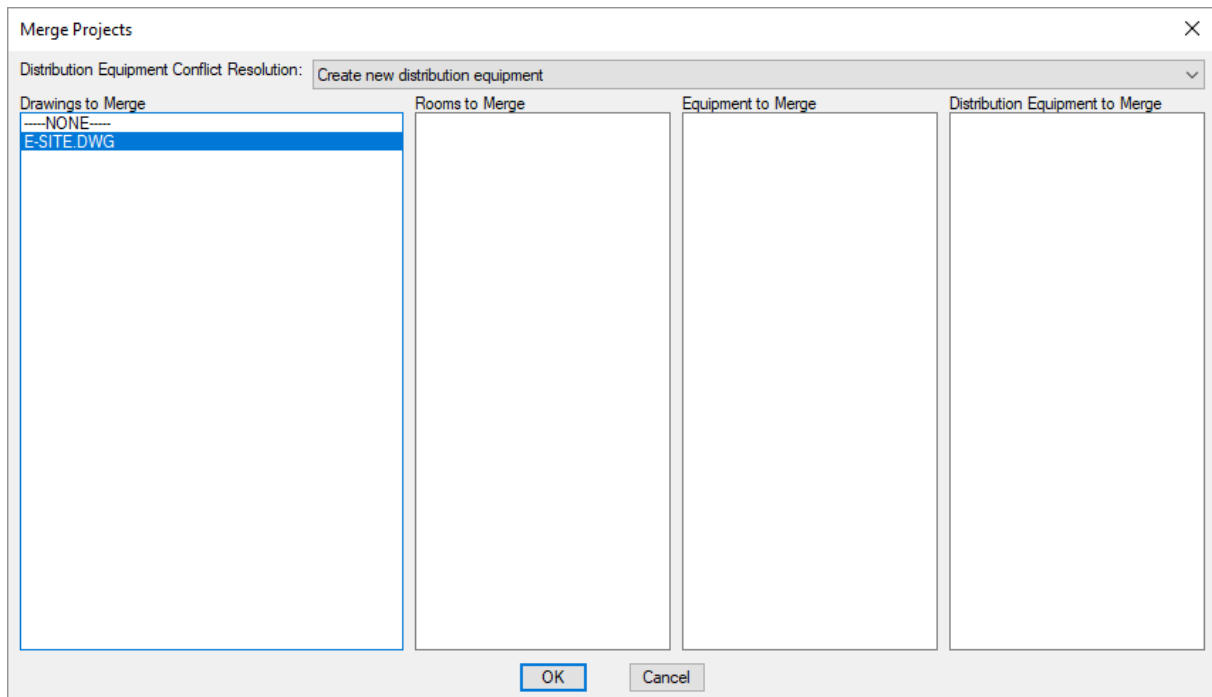 Merge Projects
Distribution Equipment Conflict Resolution: Create new distribution equipment
Drawings to Merge Rooms to Merge Equipment to Merge Distribution Equipment to Merge
-----NONE-----
E-SITE.DWG
OK Cancel